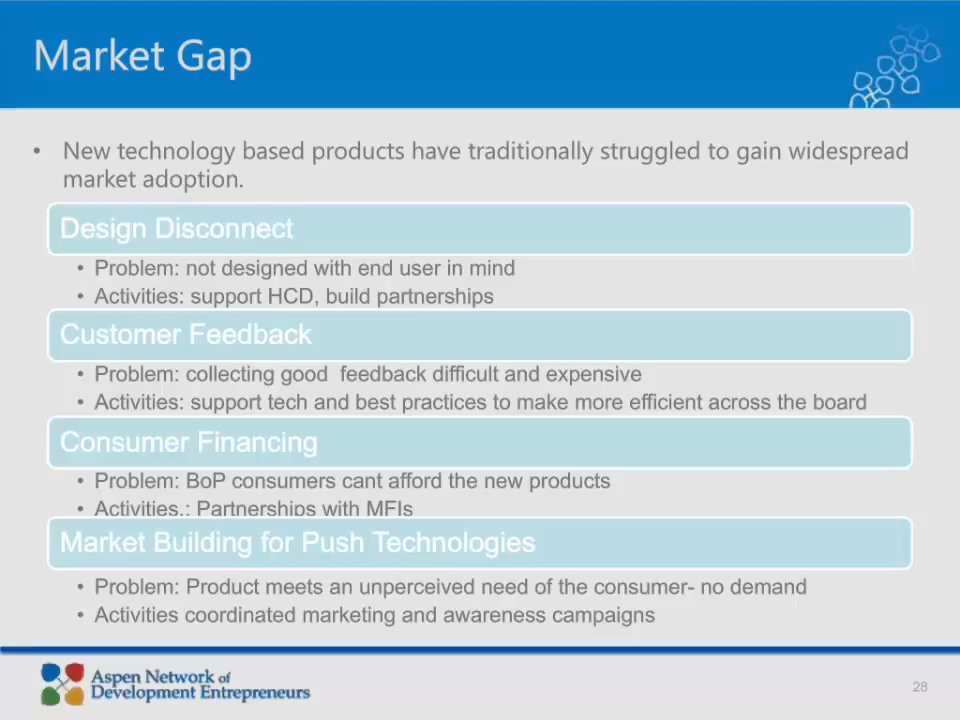 Market Gap
• New technology based products have traditionally struggled to gain widespread
market adoption.
Design Disconnect
• Problem: not designed with end user in mind
• Activities: support HCD, build partnerships
Customer Feedback
• Problem: collecting good  feedback difficult and expensive
• Activities: support tech and best practices to make more efficient across the board
Consumer Financing
• Problem: BoP consumers cant afford the new products
• Activities.: Partnerships with MFIs
Market Building for Push Technologies
• Problem: Product meets an unperceived need of the consumer- no demand
• Activities coordinated marketing and awareness campaigns
Aspen Network of
Development Entrepreneurs
28